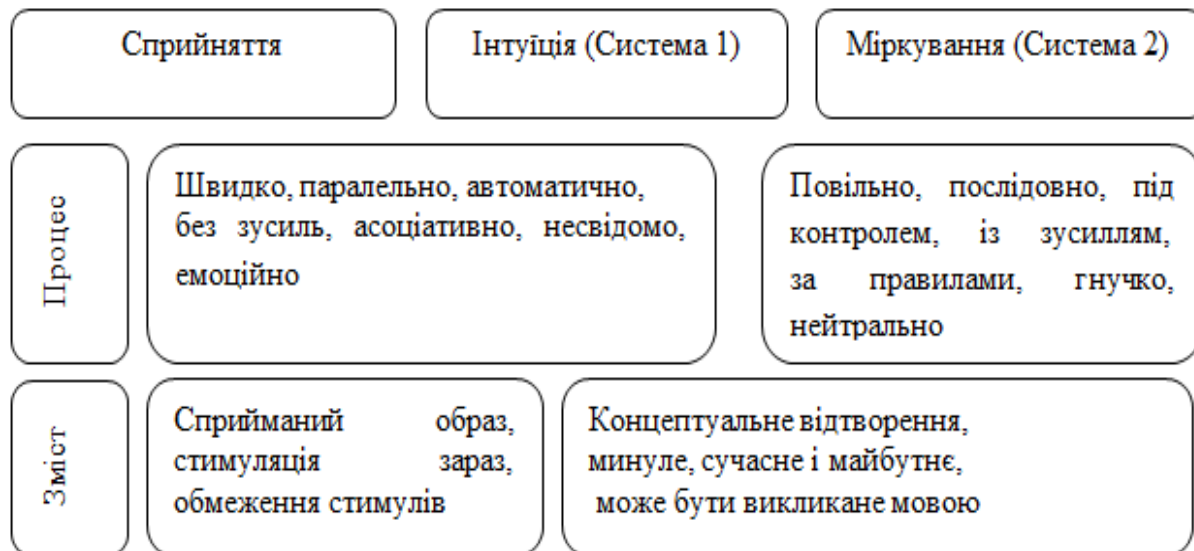 Сприйняття
Інтуїція (Система 1)
Міркування (Система 2)
Процес
Швидко, паралельно, автоматично,
без зусиль, асоціативно, несвідомо,
емоційно
Повільно, послідовно, під
контролем, із зусиллям,
за правилами, гнучко,
нейтрально
Зміст
Сприйманий образ,
стимуляція зараз,
обмеження стимулів
Концептуальне відтворення,
минуле, сучасне і майбутнє,
може бути викликане мовою